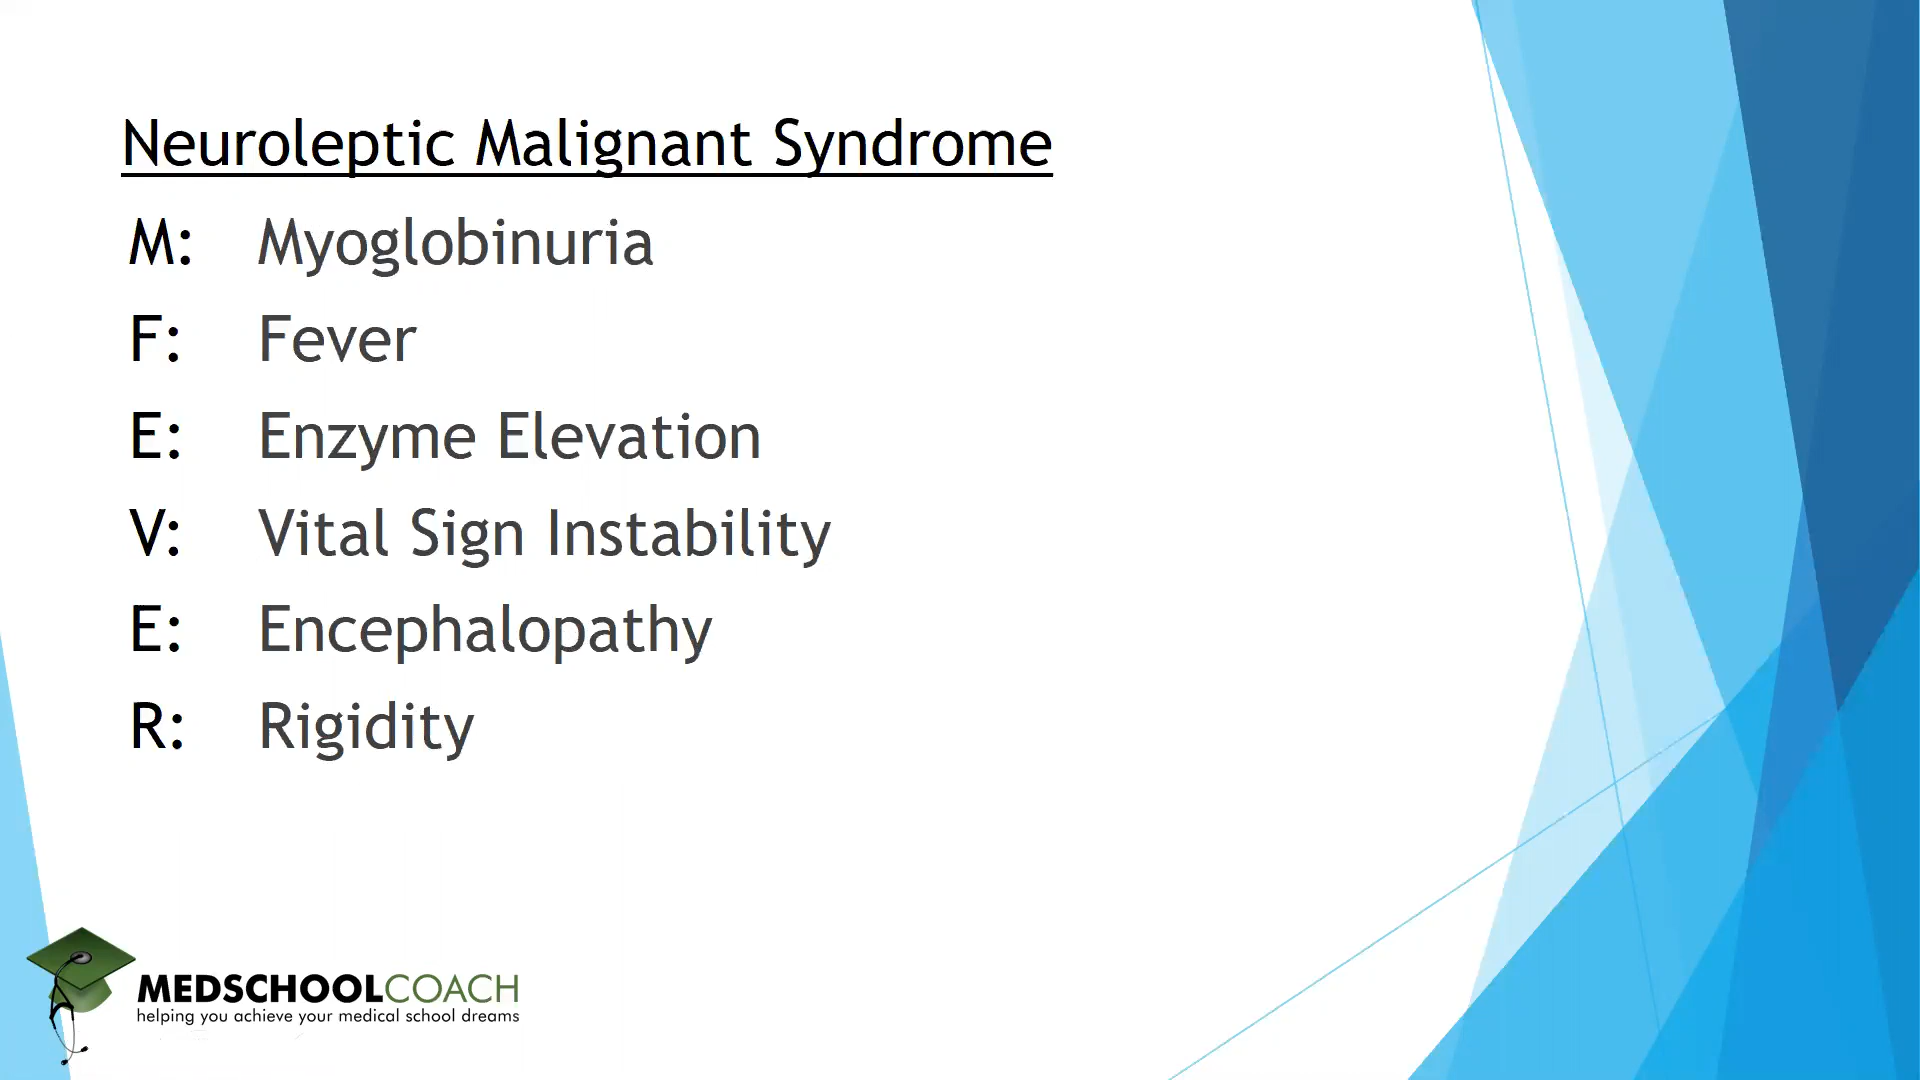 Neuroleptic Malignant Syndrome
M: Myoglobinuria
F: Fever
E: Enzyme Elevation
V: Vital Sign Instability
E: Encephalopathy
R: Rigidity
MEDSCHOOLCOACH
helping you achieve your medical school dreams